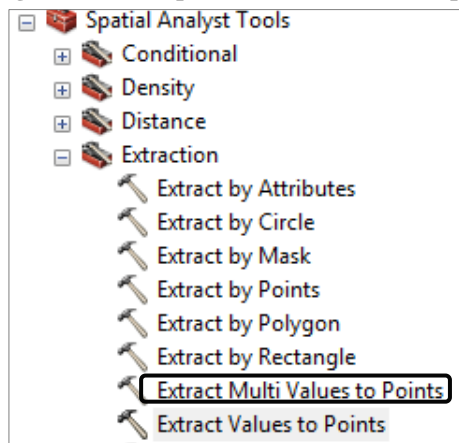 Spatial Analyst Tools
Conditional
Density
Distance
Extraction
Extract by Attributes
Extract by Circle
Extract by Mask
Extract by Points
Extract by Polygon
Extract by Rectangle
Extract Multi Values to Points
Extract Values to Points